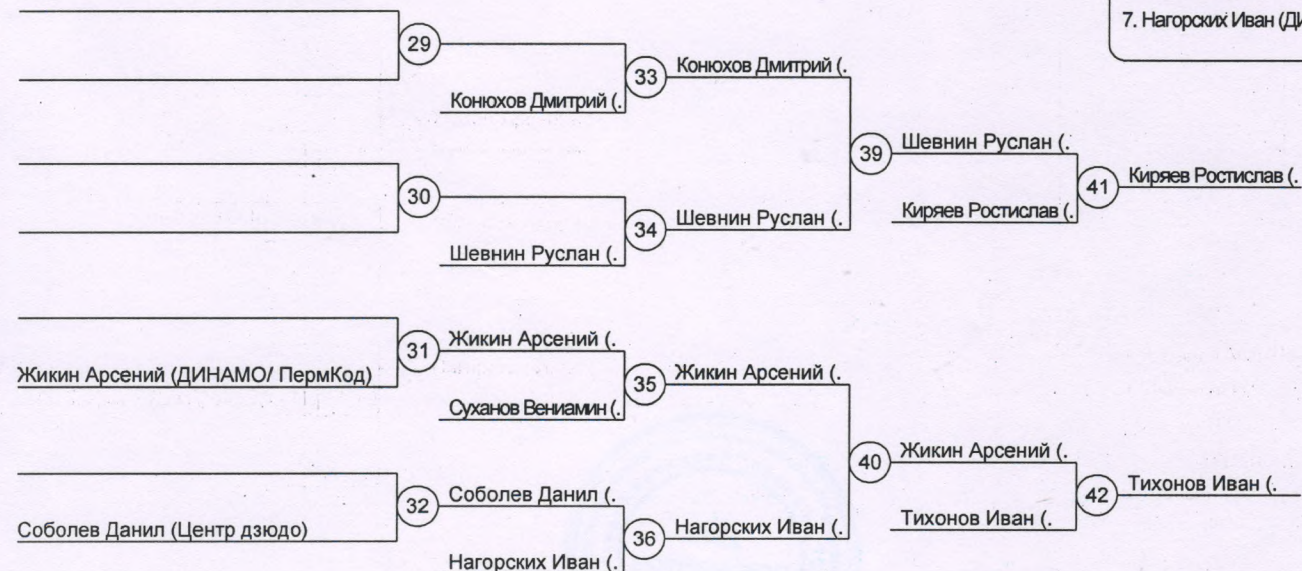 7. Нагорских Иван (ДИ
29
Конюхов Дмитрий (.
33
Конюхов Дмитрий (.
30
Шевнин Руслан (.
34
Шевнин Руслан (.
39
Шевнин Руслан (.
Киряев Ростислав (.
41
Киряев Ростислав (.
Жикин Арсений (ДИНАМО/ ПермКод)
31
Жикин Арсений (.
Суханов Вениамин (.
35
Жикин Арсений (.
Соболев Данил (Центр дзюдо)
32
Соболев Данил (.
Нагорских Иван (.
36
Нагорских Иван (.
40
Жикин Арсений (.
Тихонов Иван (.
42
Тихонов Иван (.